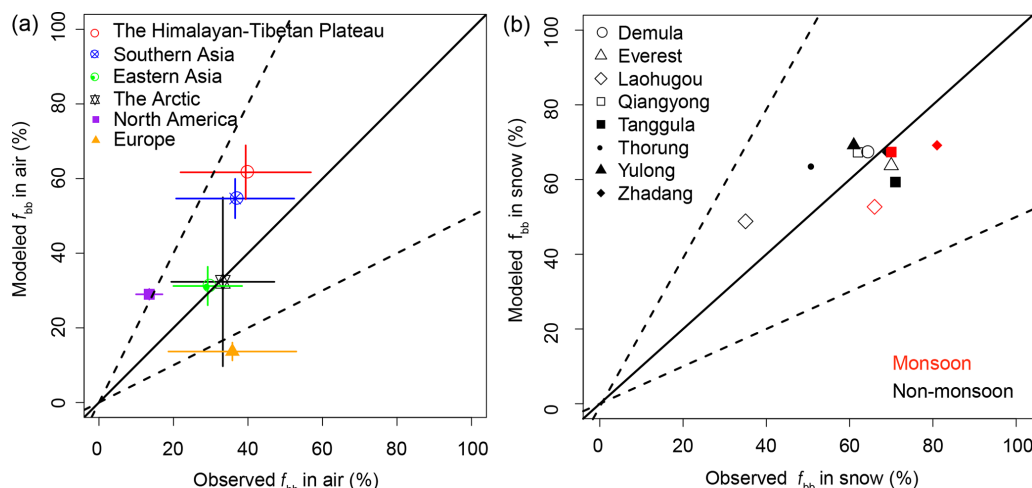 (a)
The Himalayan-Tibetan Plateau
Southern Asia
Eastern Asia
The Arctic
North America
Europe
Modeled fbb in air (%)
0 20 40 60 80 100
0 20 40 60 80 100
Observed fbb in air (%)
(b)
Demula
Everest
Laohugou
Qiangyong
Tanggula
Thorung
Yulong
Zhadang
Monsoon
Non-monsoon
Modeled fbb in snow (%)
0 20 40 60 80 100
0 20 40 60 80 100
Observed fbb in snow (%)